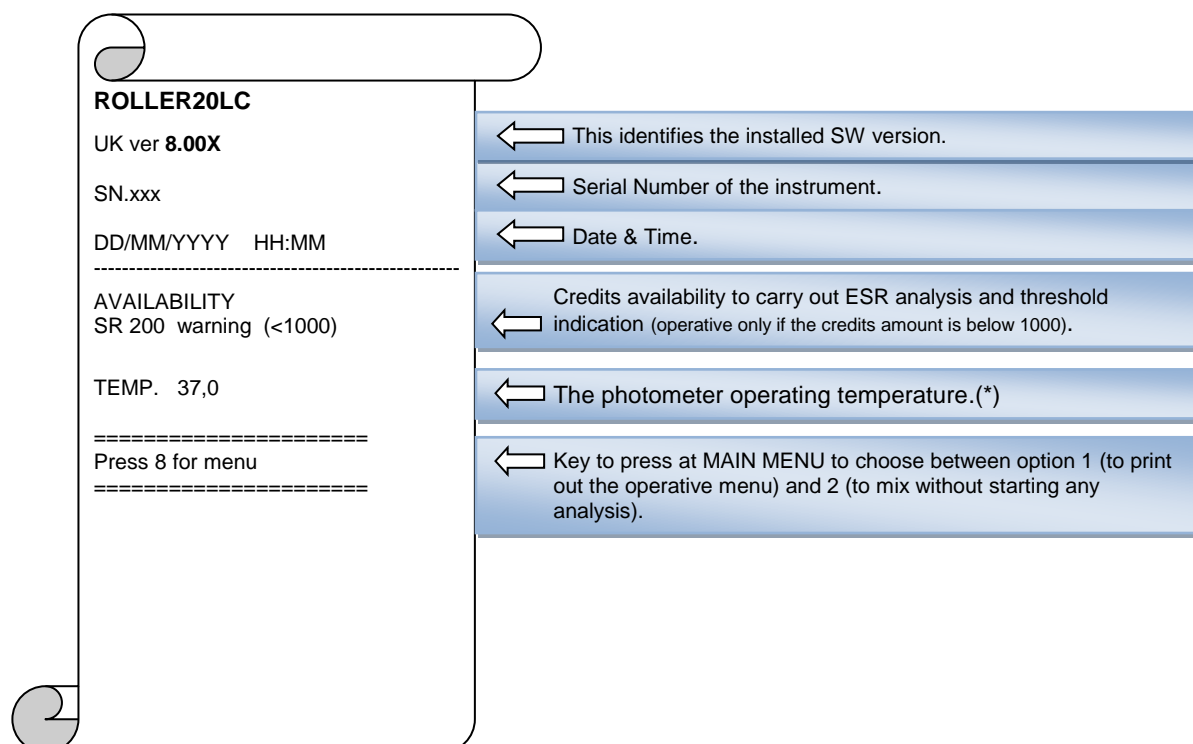 ROLLER20LC
UK ver 8.00X
This identifies the installed SW version.
SN.xxx
Serial Number of the instrument.
DD/MM/YYYY HH:MM
Date & Time.
------------------------------------------------------
AVAILABILITY
SR 200 warning (<1000)
Credits availability to carry out ESR analysis and threshold
indication (operative only if the credits amount is below 1000).
TEMP. 37,0
The photometer operating temperature.(*)
======================
Press 8 for menu
======================
Key to press at MAIN MENU to choose between option 1 (to print
out the operative menu) and 2 (to mix without starting any
analysis).